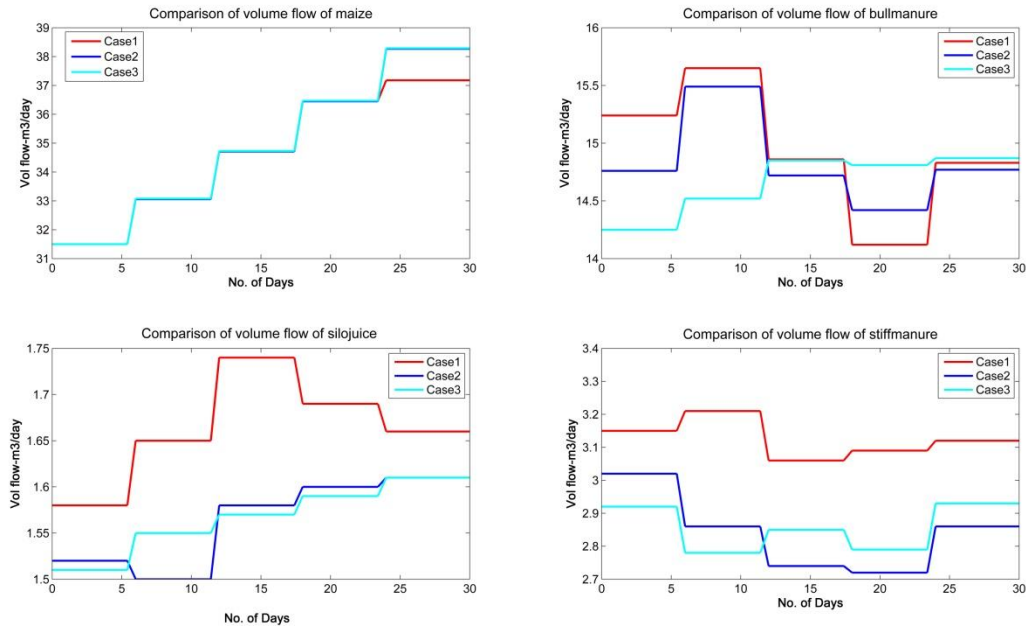 Comparison of volume flow of maize
Vol flow-m3/day
39
38
37
36
35
34
33
32
31
0 5 10 15 20 25 30
No. of Days
Case1
Case2
Case3
Comparison of volume flow of bullmanure
Vol flow-m3/day
16
15.5
15
14.5
14
0 5 10 15 20 25 30
No. of Days
Case1
Case2
Case3
Comparison of volume flow of silojuice
Vol flow-m3/day
1.75
1.7
1.65
1.6
1.55
1.5
0 5 10 15 20 25 30
No. of Days
Case1
Case2
Case3
Comparison of volume flow of stiffmanure
Vol flow-m3/day
3.4
3.3
3.2
3.1
3
2.9
2.8
2.7
0 5 10 15 20 25 30
No. of Days
Case1
Case2
Case3